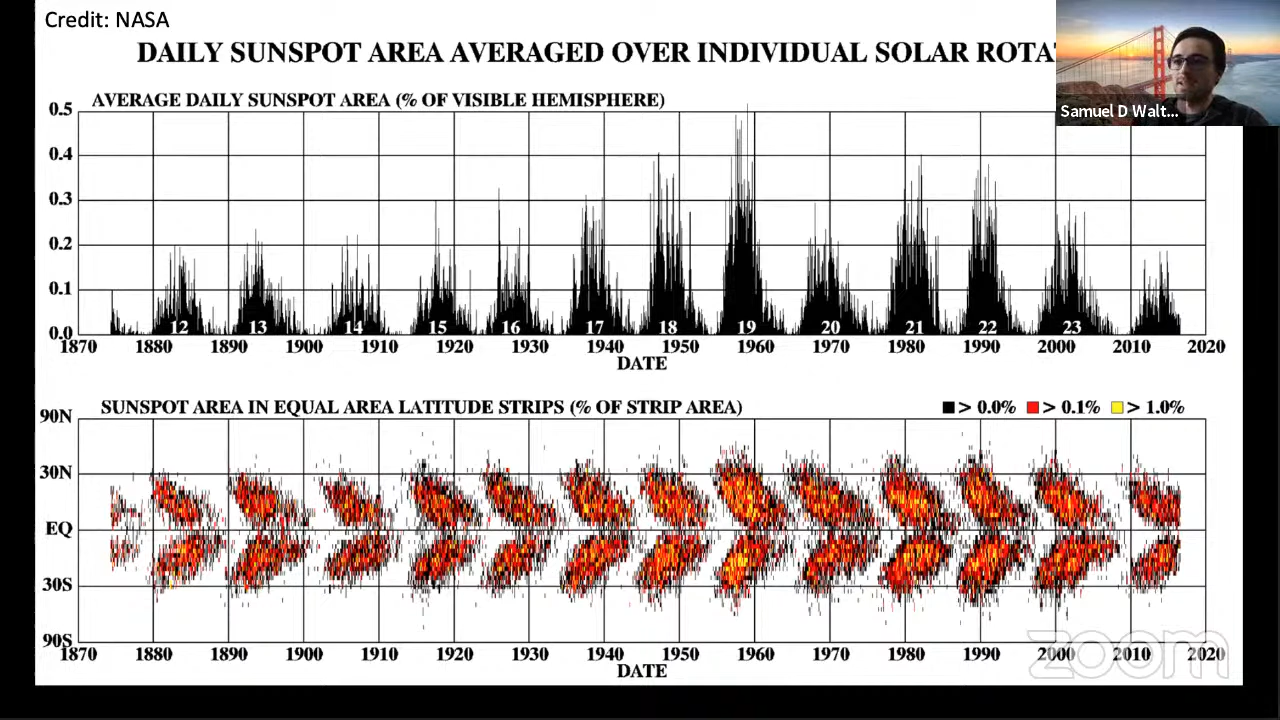 Credit: NASA
DAILY SUNSPOT AREA AVERAGED OVER INDIVIDUAL SOLAR ROTA
Samuel D Walt...
AVERAGE DAILY SUNSPOT AREA (% OF VISIBLE HEMISPHERE)
0.5
0.4
0.3
0.2
0.1
0.0
12 13 14 15 16 17 18 19 20 21 22 23
1870 1880 1890 1900 1910 1920 1930 1940 1950 1960 1970 1980 1990 2000 2010 2020
DATE
SUNSPOT AREA IN EQUAL AREA LATITUDE STRIPS (% OF STRIP AREA)
> 0.0% > 0.1% > 1.0%
90N
30N
EQ
30S
90S
1870 1880 1890 1900 1910 1920 1930 1940 1950 1960 1970 1980 1990 2000 2010 2020
DATE
zoom